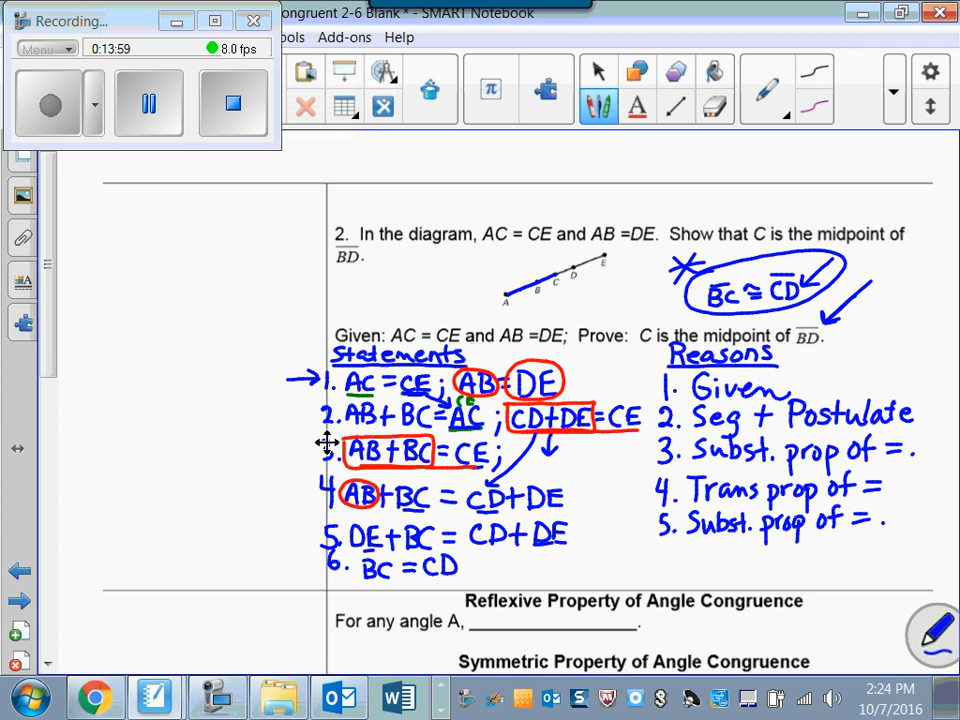 Recording...
ongruent 2-6 Blank * - SMART Notebook
Menu
0:13:59
8.0 fps
ools Add-ons Help
π
A
2. In the diagram, AC = CE and AB =DE. Show that C is the midpoint of
BD.
A B C D E
BC ≅ CD
Given: AC = CE and AB =DE; Prove: C is the midpoint of BD.
Statements Reasons
1. AC = CE ; AB = DE 1. Given
CE
2. AB + BC = AC ; CD + DE = CE 2. Seg + Postulate
3. AB + BC = CE ; 3. Subst. prop of = .
4 AB + BC = CD + DE 4. Trans prop of =
5. DE + BC = CD + DE 5. Subst. prop of = .
6. BC = CD
Reflexive Property of Angle Congruence
For any angle A, ___________________.
Symmetric Property of Angle Congruence
2:24 PM
10/7/2016